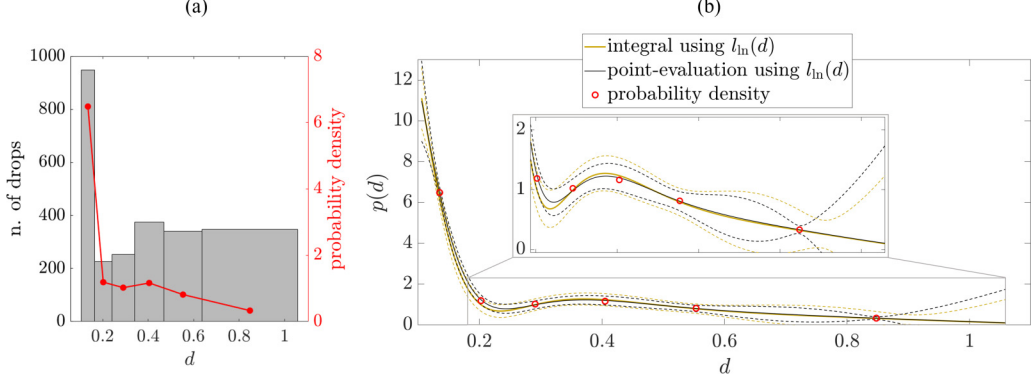 (a)
1000
800
600
400
200
0
n. of drops
8
6
4
2
0
probability density
0.2 0.4 0.6 0.8 1
d
(b)
integral using l_ln(d)
point-evaluation using l_ln(d)
probability density
12
10
8
6
4
2
0
p(d)
2
1
0
0.2 0.4 0.6 0.8 1
d